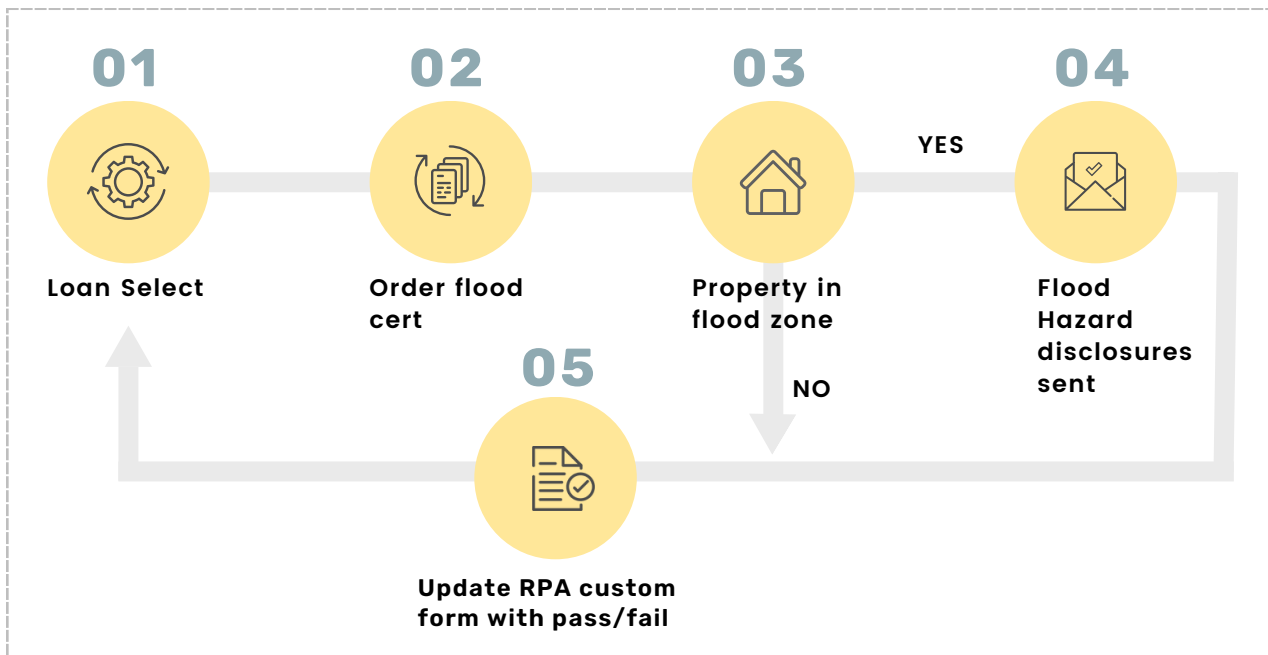 01
Loan Select
02
Order flood
cert
03
Property in
flood zone
YES
NO
04
Flood
Hazard
disclosures
sent
05
Update RPA custom
form with pass/fail